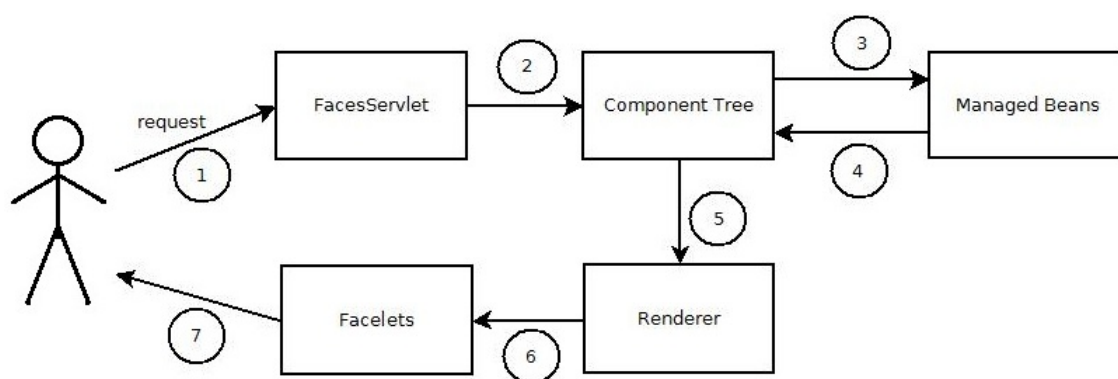 request
1
FacesServlet
2
Component Tree
3
Managed Beans
4
5
Renderer
6
Facelets
7